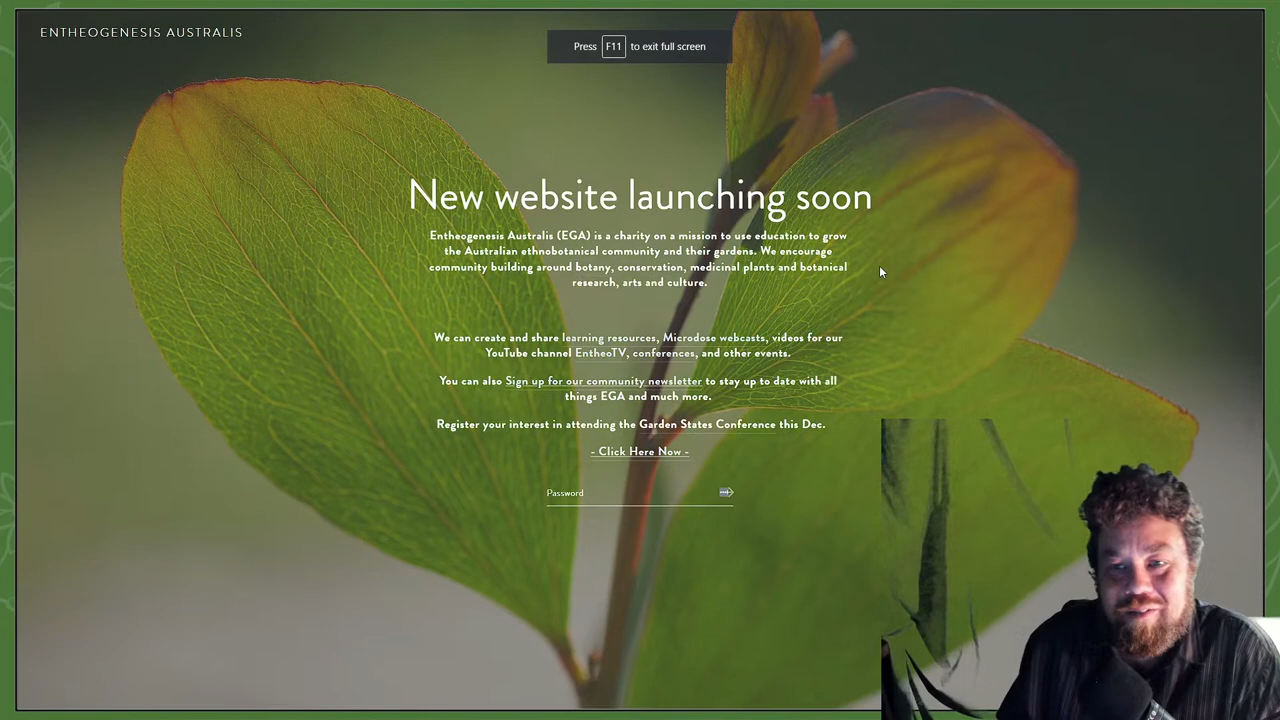 ENTHEOGENESIS AUSTRALIS
Press F11 to exit full screen
New website launching soon
Entheogenesis Australis (EGA) is a charity on a mission to use education to grow
the Australian ethnobotanical community and their gardens. We encourage
community building around botany, conservation, medicinal plants and botanical
research, arts and culture.
We can create and share learning resources, Microdose webcasts, videos for our
YouTube channel EntheoTV, conferences, and other events.
You can also Sign up for our community newsletter to stay up to date with all
things EGA and much more.
Register your interest in attending the Garden States Conference this Dec.
- Click Here Now -
Password